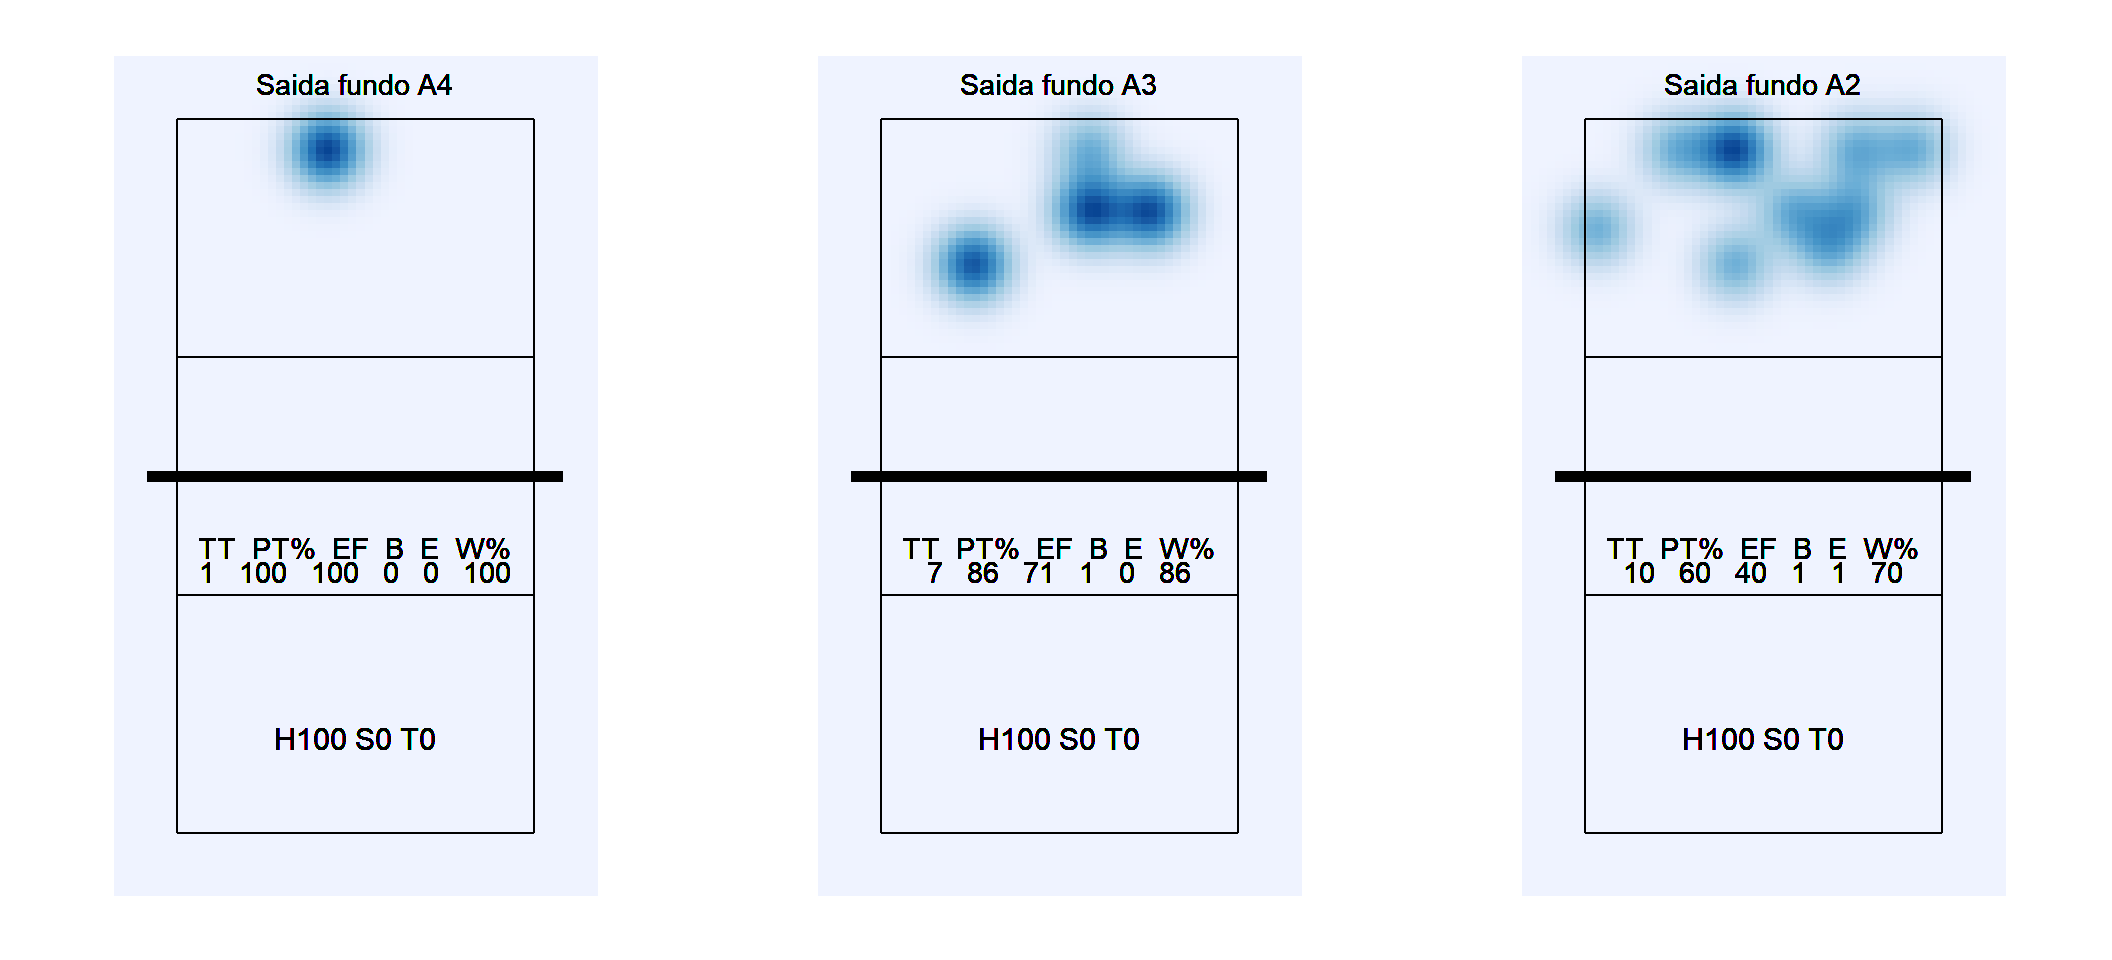 Saida fundo A4
TT PT% EF B E W%
1 100 100 0 0 100
H100 S0 T0
Saida fundo A3
TT PT% EF B E W%
7 86 71 1 0 86
H100 S0 T0
Saida fundo A2
TT PT% EF B E W%
10 60 40 1 1 70
H100 S0 T0